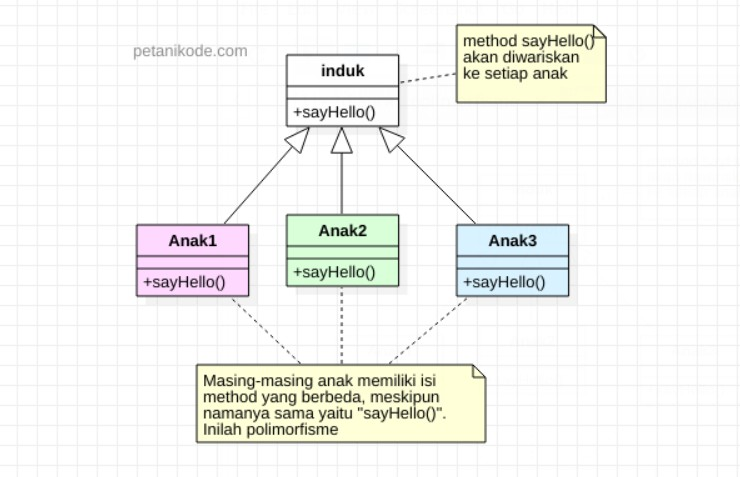 petanikode.com
induk
+sayHello()
method sayHello()
akan diwariskan
ke setiap anak
Anak1
+sayHello()
Anak2
+sayHello()
Anak3
+sayHello()
Masing-masing anak memiliki isi
method yang berbeda, meskipun
namanya sama yaitu "sayHello()".
Inilah polimorfisme